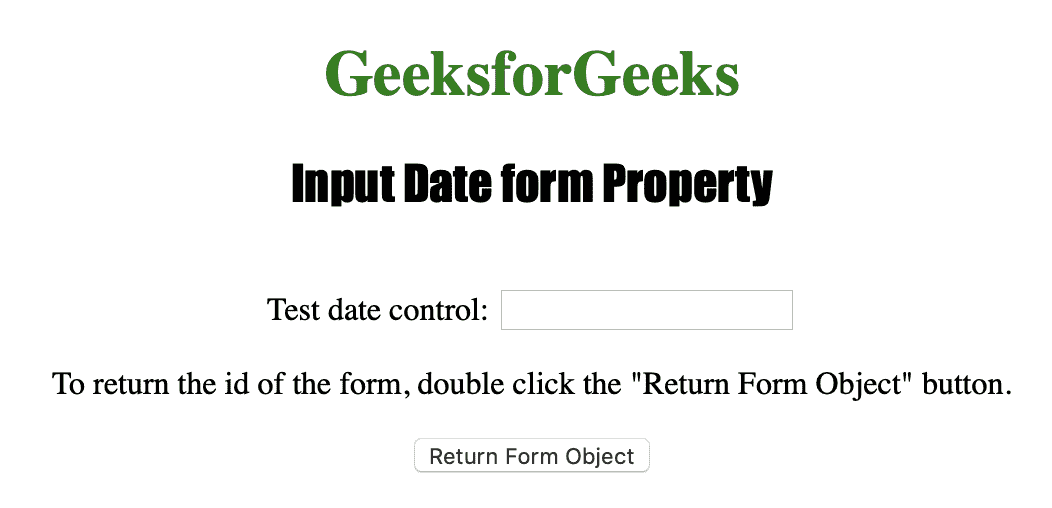 GeeksforGeeks
Input Date form Property
Test date control:
To return the id of the form, double click the "Return Form Object" button.
Return Form Object